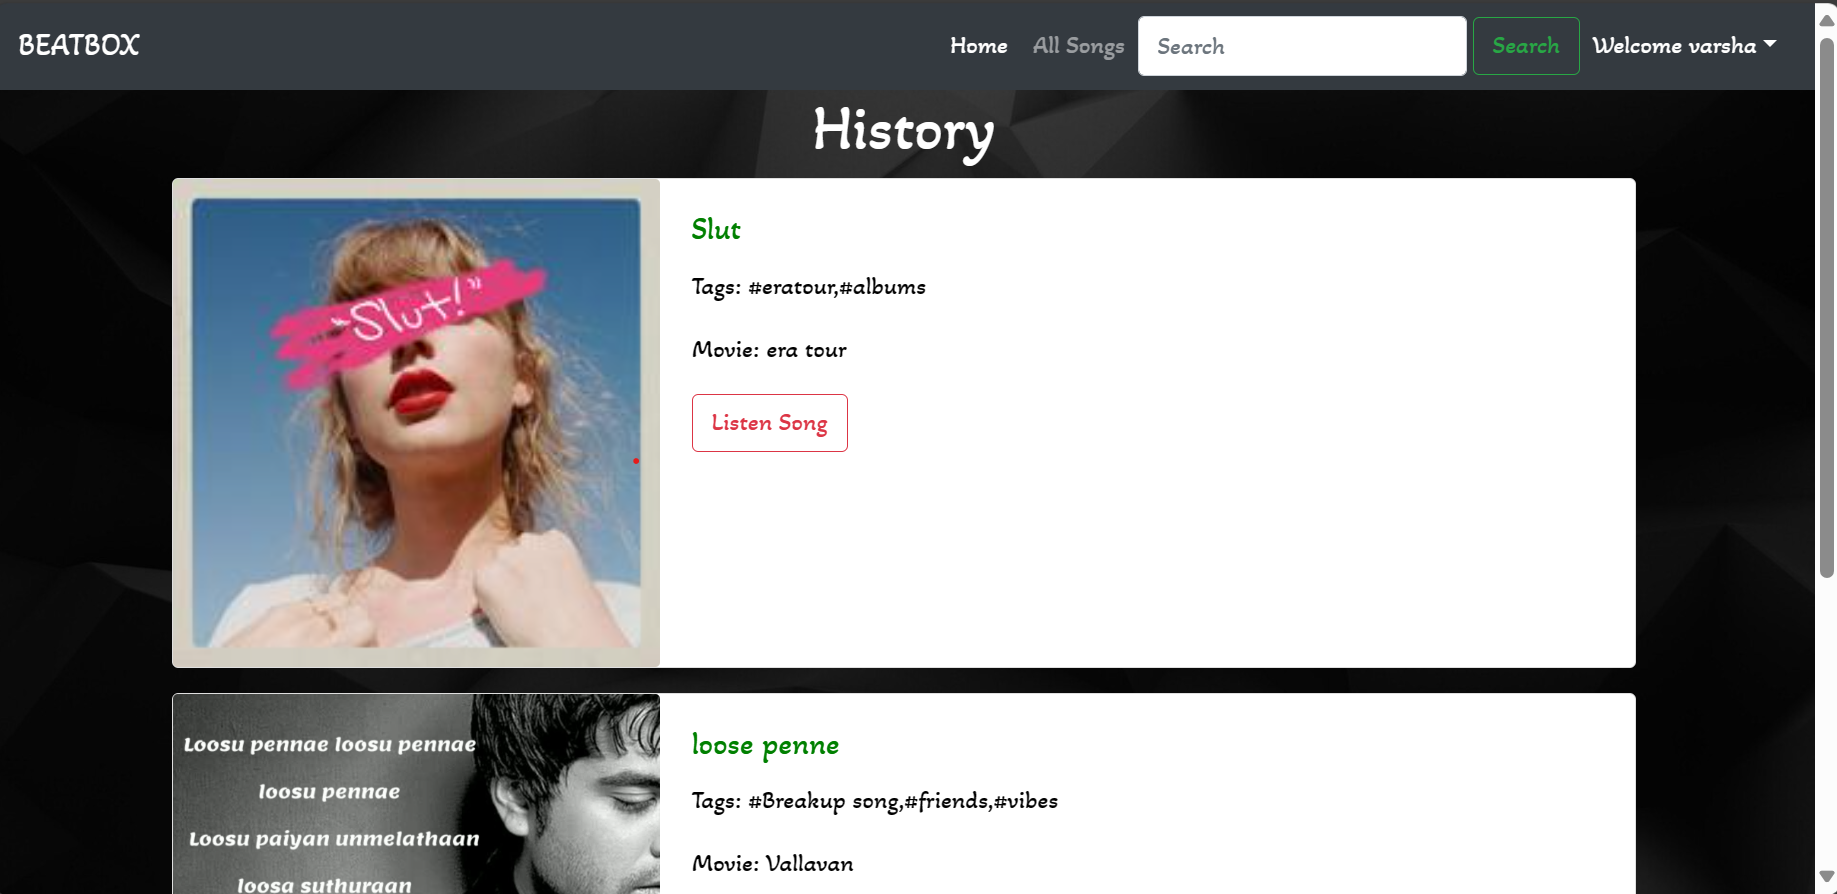 BEATBOX
Home All Songs Search Search Welcome varsha
History
"Slut!"
Slut
Tags: #eratour,#albums
Movie: era tour
Listen Song
Loosu pennae loosu pennae
loosu pennae
Loosu paiyan unmelathaan
loosa suthuraan
loose penne
Tags: #Breakup song,#friends,#vibes
Movie: Vallavan